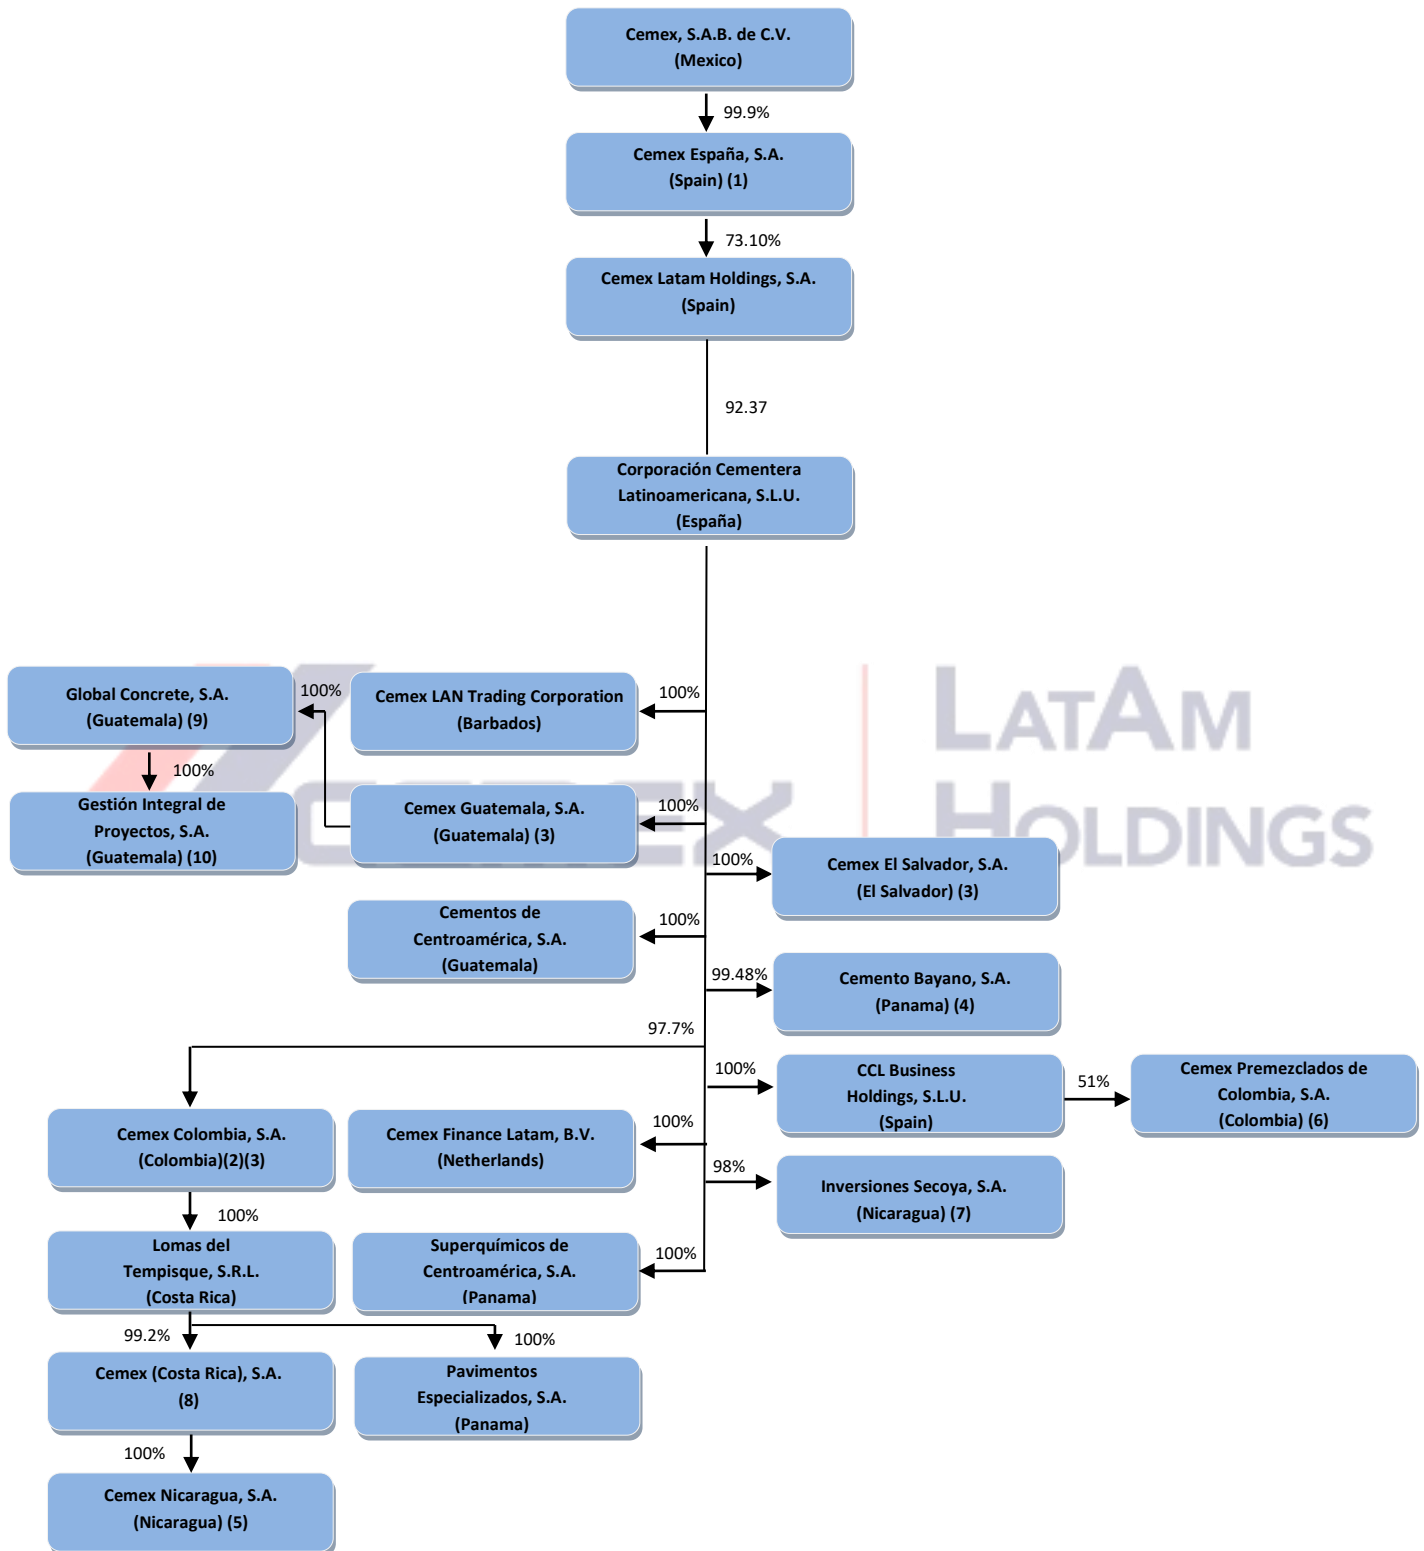 Cemex, S.A.B. de C.V.
(Mexico)
99.9%
Cemex España, S.A.
(Spain) (1)
73.10%
Cemex Latam Holdings, S.A.
(Spain)
92.37
Corporación Cementera
Latinoamericana, S.L.U.
(España)
Global Concrete, S.A.
(Guatemala) (9)
100%
Cemex LAN Trading Corporation
(Barbados)
100%
LATAM
HOLDINGS
CEMEX
100%
Gestión Integral de
Proyectos, S.A.
(Guatemala) (10)
Cemex Guatemala, S.A.
(Guatemala) (3)
100%
100%
Cemex El Salvador, S.A.
(El Salvador) (3)
Cementos de
Centroamérica, S.A.
(Guatemala)
100%
99.48%
Cemento Bayano, S.A.
(Panama) (4)
97.7%
100%
CCL Business
Holdings, S.L.U.
(Spain)
51%
Cemex Premezclados de
Colombia, S.A.
(Colombia) (6)
Cemex Colombia, S.A.
(Colombia)(2)(3)
Cemex Finance Latam, B.V.
(Netherlands)
100%
98%
Inversiones Secoya, S.A.
(Nicaragua) (7)
100%
Lomas del
Tempisque, S.R.L.
(Costa Rica)
Superquímicos de
Centroamérica, S.A.
(Panama)
100%
99.2%
100%
Cemex (Costa Rica), S.A.
(8)
Pavimentos
Especializados, S.A.
(Panama)
100%
Cemex Nicaragua, S.A.
(Nicaragua) (5)